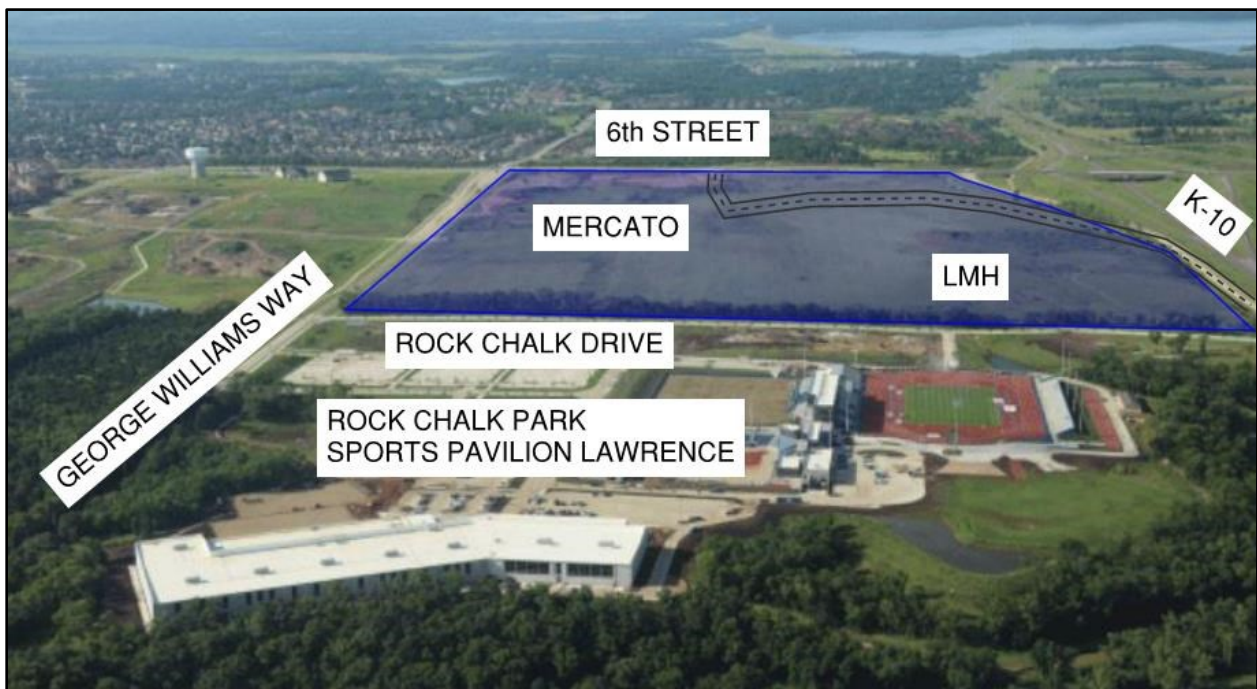 6th STREET
K-10
MERCATO
LMH
GEORGE WILLIAMS WAY
ROCK CHALK DRIVE
ROCK CHALK PARK
SPORTS PAVILION LAWRENCE